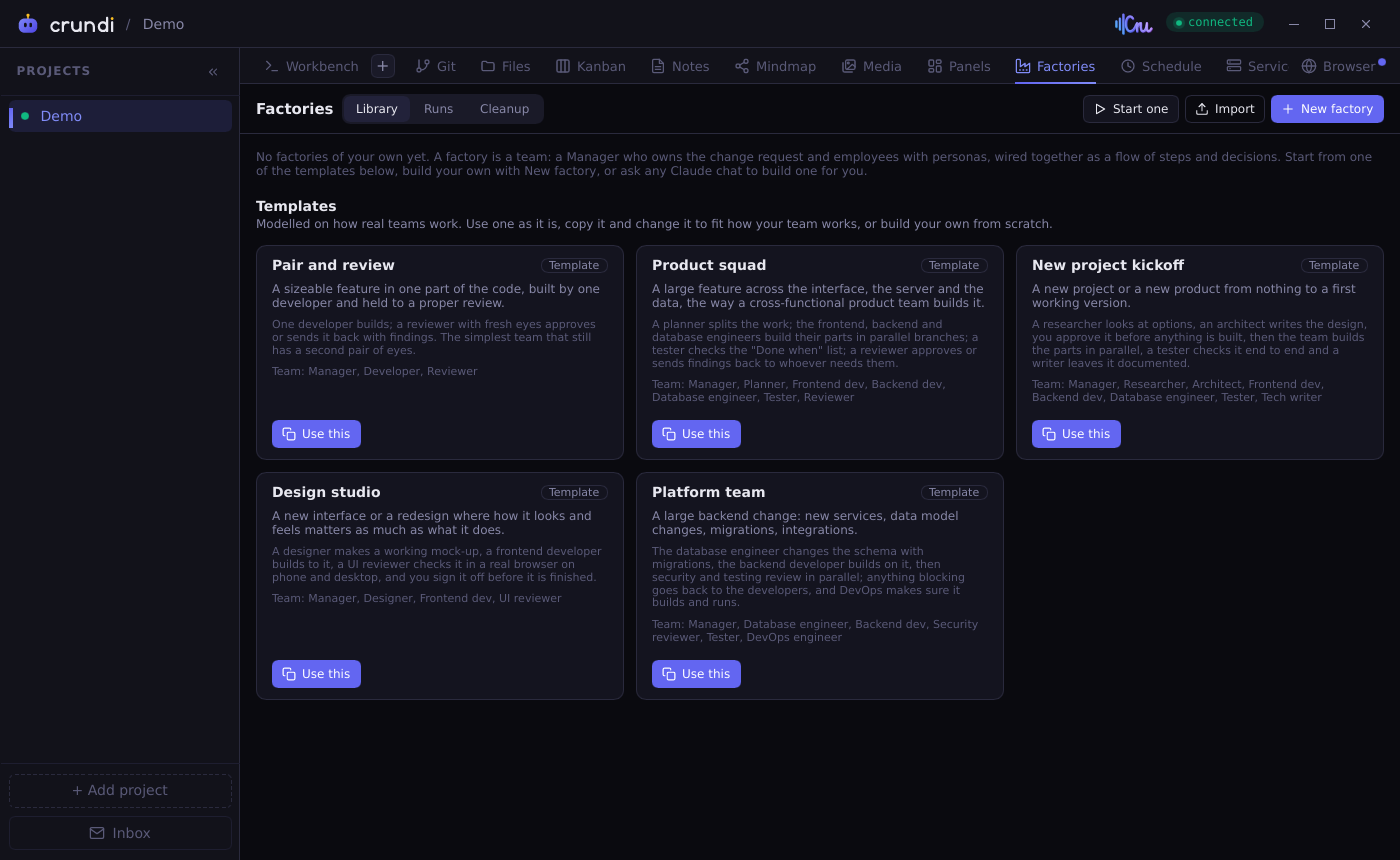 crundi / Demo
Cru
connected
PROJECTS «
Workbench + Git Files Kanban Notes Mindmap Media Panels Factories Schedule Servic Browser
Demo
Factories Library Runs Cleanup Start one Import + New factory
No factories of your own yet. A factory is a team: a Manager who owns the change request and employees with personas, wired together as a flow of steps and decisions. Start from one
of the templates below, build your own with New factory, or ask any Claude chat to build one for you.
Templates
Modelled on how real teams work. Use one as it is, copy it and change it to fit how your team works, or build your own from scratch.
Pair and review Template
A sizeable feature in one part of the code, built by one
developer and held to a proper review.
One developer builds; a reviewer with fresh eyes approves
or sends it back with findings. The simplest team that still
has a second pair of eyes.
Team: Manager, Developer, Reviewer
Use this
Product squad Template
A large feature across the interface, the server and the
data, the way a cross-functional product team builds it.
A planner splits the work; the frontend, backend and
database engineers build their parts in parallel branches; a
tester checks the "Done when" list; a reviewer approves or
sends findings back to whoever needs them.
Team: Manager, Planner, Frontend dev, Backend dev,
Database engineer, Tester, Reviewer
Use this
New project kickoff Template
A new project or a new product from nothing to a first
working version.
A researcher looks at options, an architect writes the design,
you approve it before anything is built, then the team builds
the parts in parallel, a tester checks it end to end and a
writer leaves it documented.
Team: Manager, Researcher, Architect, Frontend dev,
Backend dev, Database engineer, Tester, Tech writer
Use this
Design studio Template
A new interface or a redesign where how it looks and
feels matters as much as what it does.
A designer makes a working mock-up, a frontend developer
builds to it, a UI reviewer checks it in a real browser on
phone and desktop, and you sign it off before it is finished.
Team: Manager, Designer, Frontend dev, UI reviewer
Use this
Platform team Template
A large backend change: new services, data model
changes, migrations, integrations.
The database engineer changes the schema with
migrations, the backend developer builds on it, then
security and testing review in parallel; anything blocking
goes back to the developers, and DevOps makes sure it
builds and runs.
Team: Manager, Database engineer, Backend dev, Security
reviewer, Tester, DevOps engineer
Use this
+ Add project
Inbox